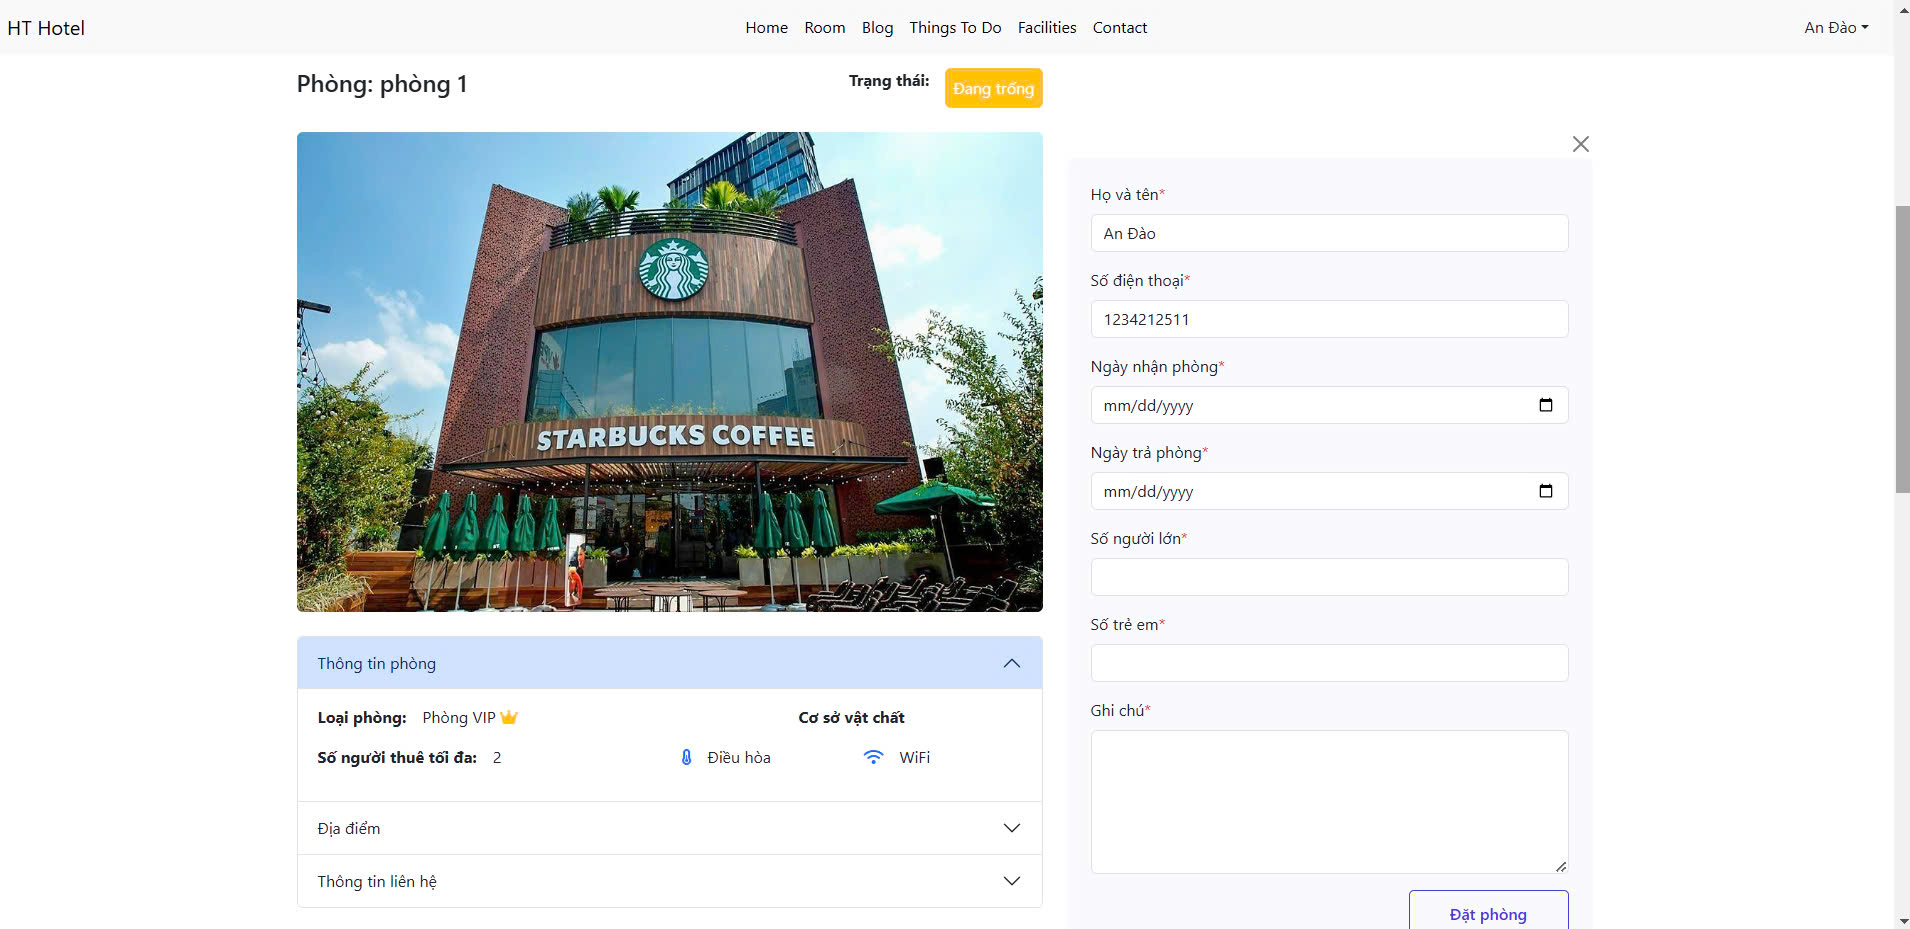 HT Hotel
Home Room Blog Things To Do Facilities Contact
An Đào
Phòng: phòng 1
Trạng thái:
Đang trống
STARBUCKS COFFEE
Thông tin phòng
Loại phòng: Phòng VIP
Cơ sở vật chất
Số người thuê tối đa: 2
Điều hòa
WiFi
Địa điểm
Thông tin liên hệ
Họ và tên*
An Đào
Số điện thoại*
1234212511
Ngày nhận phòng*
mm/dd/yyyy
Ngày trả phòng*
mm/dd/yyyy
Số người lớn*
Số trẻ em*
Ghi chú*
Đặt phòng